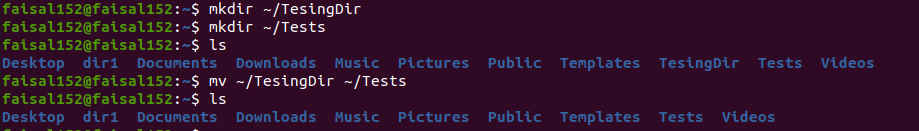 faisal152@faisal152:~$ mkdir ~/TesingDir
faisal152@faisal152:~$ mkdir ~/Tests
faisal152@faisal152:~$ ls
Desktop dir1 Documents Downloads Music Pictures Public Templates TesingDir Tests Videos
faisal152@faisal152:~$ mv ~/TesingDir ~/Tests
faisal152@faisal152:~$ ls
Desktop dir1 Documents Downloads Music Pictures Public Templates Tests Videos